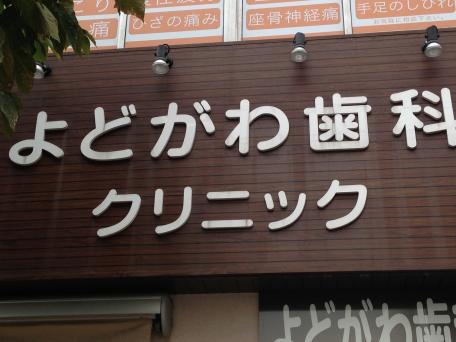 ひざの痛み
座骨神経痛
手足のしびれ
よどがわ歯科
クリニック
よどがわ歯